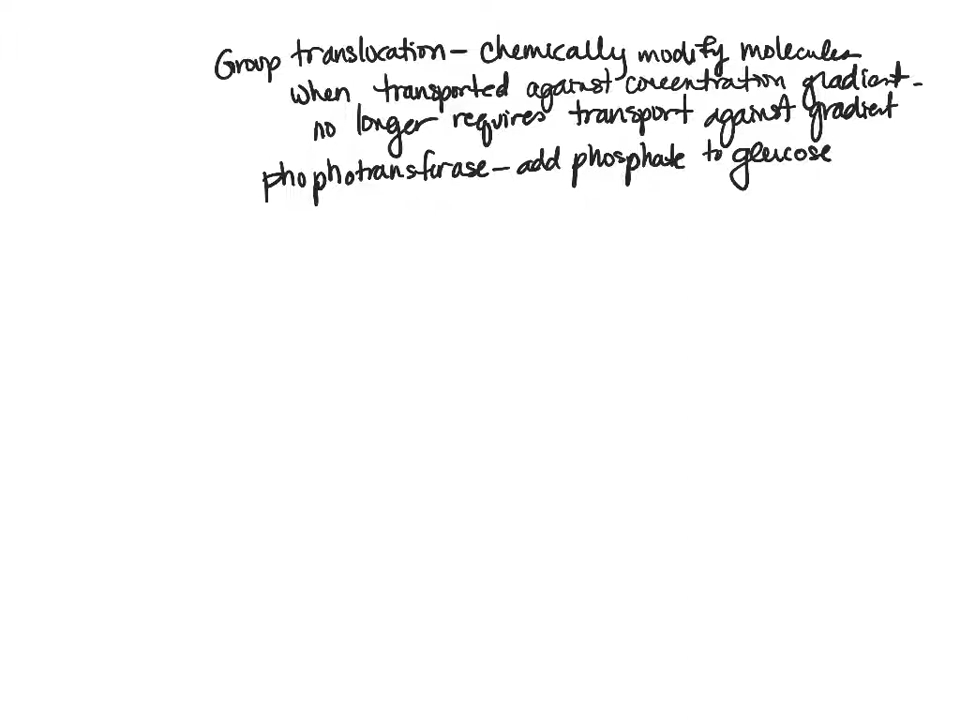 Group translocation – chemically modify molecules
when transported against concentration gradient -
no longer requires transport against gradient
phophotransferase – add phosphate to glucose